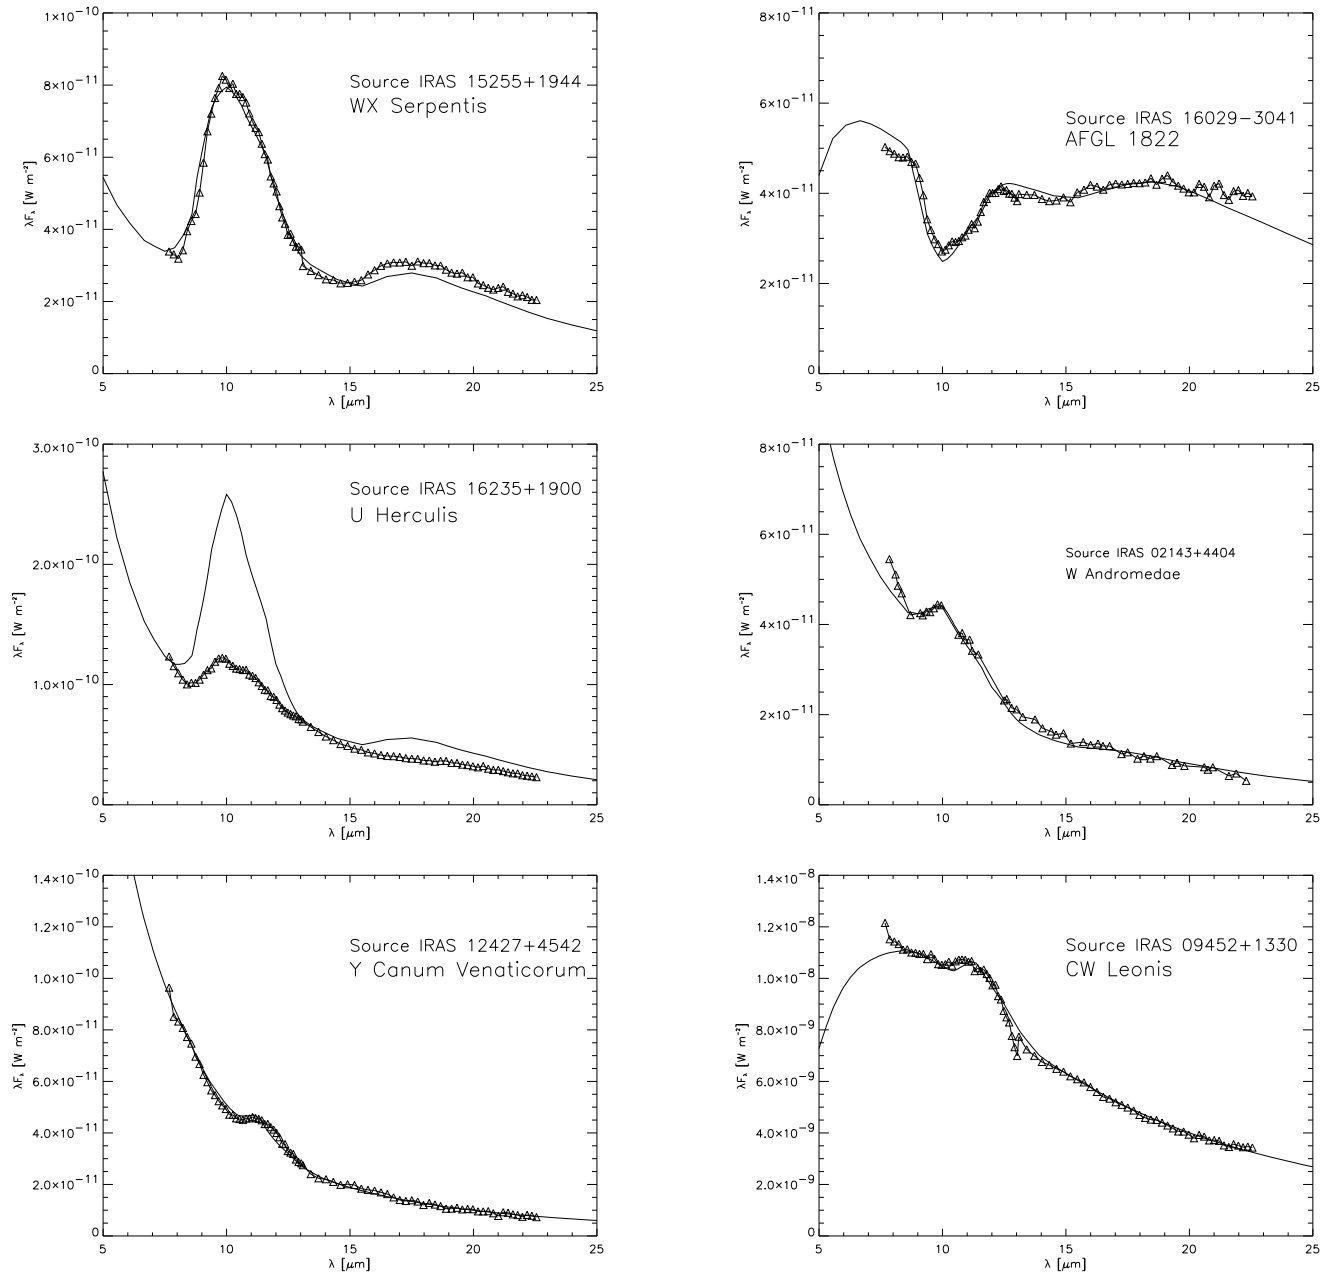 1×10⁻¹⁰
8×10⁻¹¹
6×10⁻¹¹
4×10⁻¹¹
2×10⁻¹¹
0
λF_λ [W m⁻²]
Source IRAS 15255+1944
WX Serpentis
5 10 15 20 25
λ [μm]
8×10⁻¹¹
6×10⁻¹¹
4×10⁻¹¹
2×10⁻¹¹
0
λF_λ [W m⁻²]
Source IRAS 16029−3041
AFGL 1822
5 10 15 20 25
λ [μm]
3.0×10⁻¹⁰
2.0×10⁻¹⁰
1.0×10⁻¹⁰
0
λF_λ [W m⁻²]
Source IRAS 16235+1900
U Herculis
5 10 15 20 25
λ [μm]
8×10⁻¹¹
6×10⁻¹¹
4×10⁻¹¹
2×10⁻¹¹
0
λF_λ [W m⁻²]
Source IRAS 02143+4404
W Andromedae
5 10 15 20 25
λ [μm]
1.4×10⁻¹⁰
1.2×10⁻¹⁰
1.0×10⁻¹⁰
8.0×10⁻¹¹
6.0×10⁻¹¹
4.0×10⁻¹¹
2.0×10⁻¹¹
0
λF_λ [W m⁻²]
Source IRAS 12427+4542
Y Canum Venaticorum
5 10 15 20 25
λ [μm]
1.4×10⁻⁸
1.2×10⁻⁸
1.0×10⁻⁸
8.0×10⁻⁹
6.0×10⁻⁹
4.0×10⁻⁹
2.0×10⁻⁹
0
λF_λ [W m⁻²]
Source IRAS 09452+1330
CW Leonis
5 10 15 20 25
λ [μm]